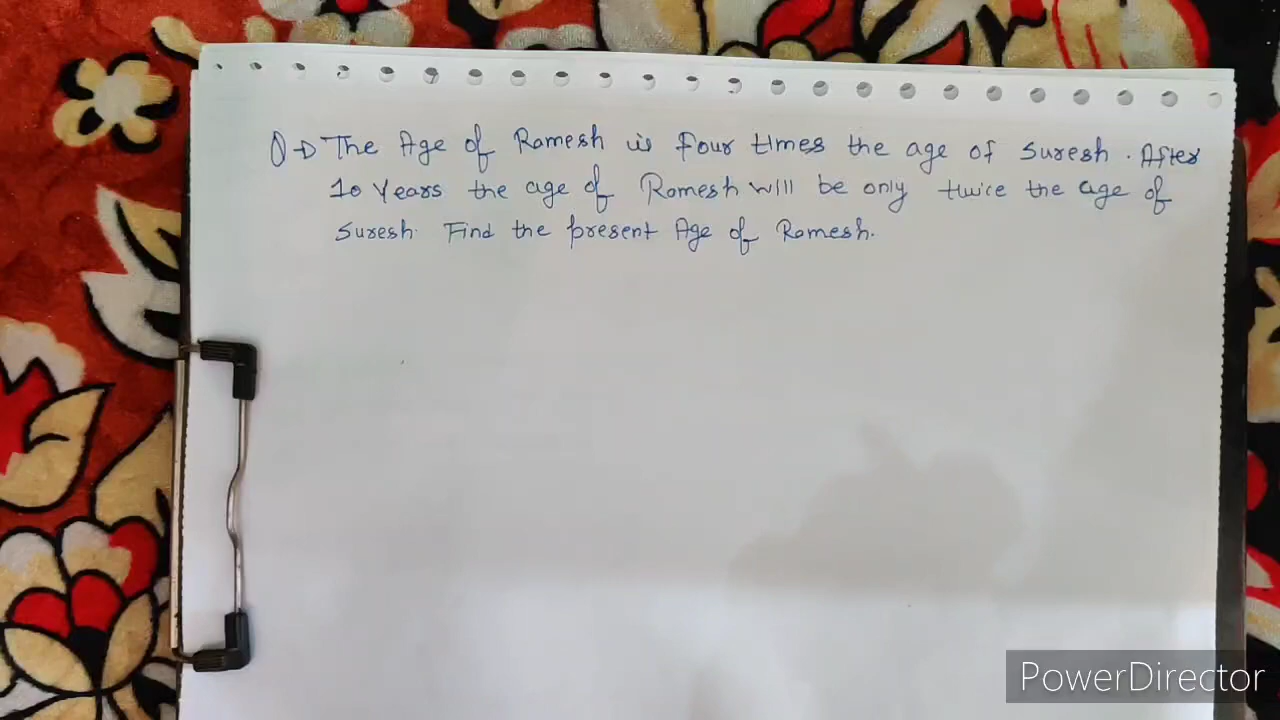 Q→ The Age of Ramesh is four times the age of Suresh. After
10 Years the age of Ramesh will be only twice the age of
Suresh. Find the present Age of Ramesh.
PowerDirector